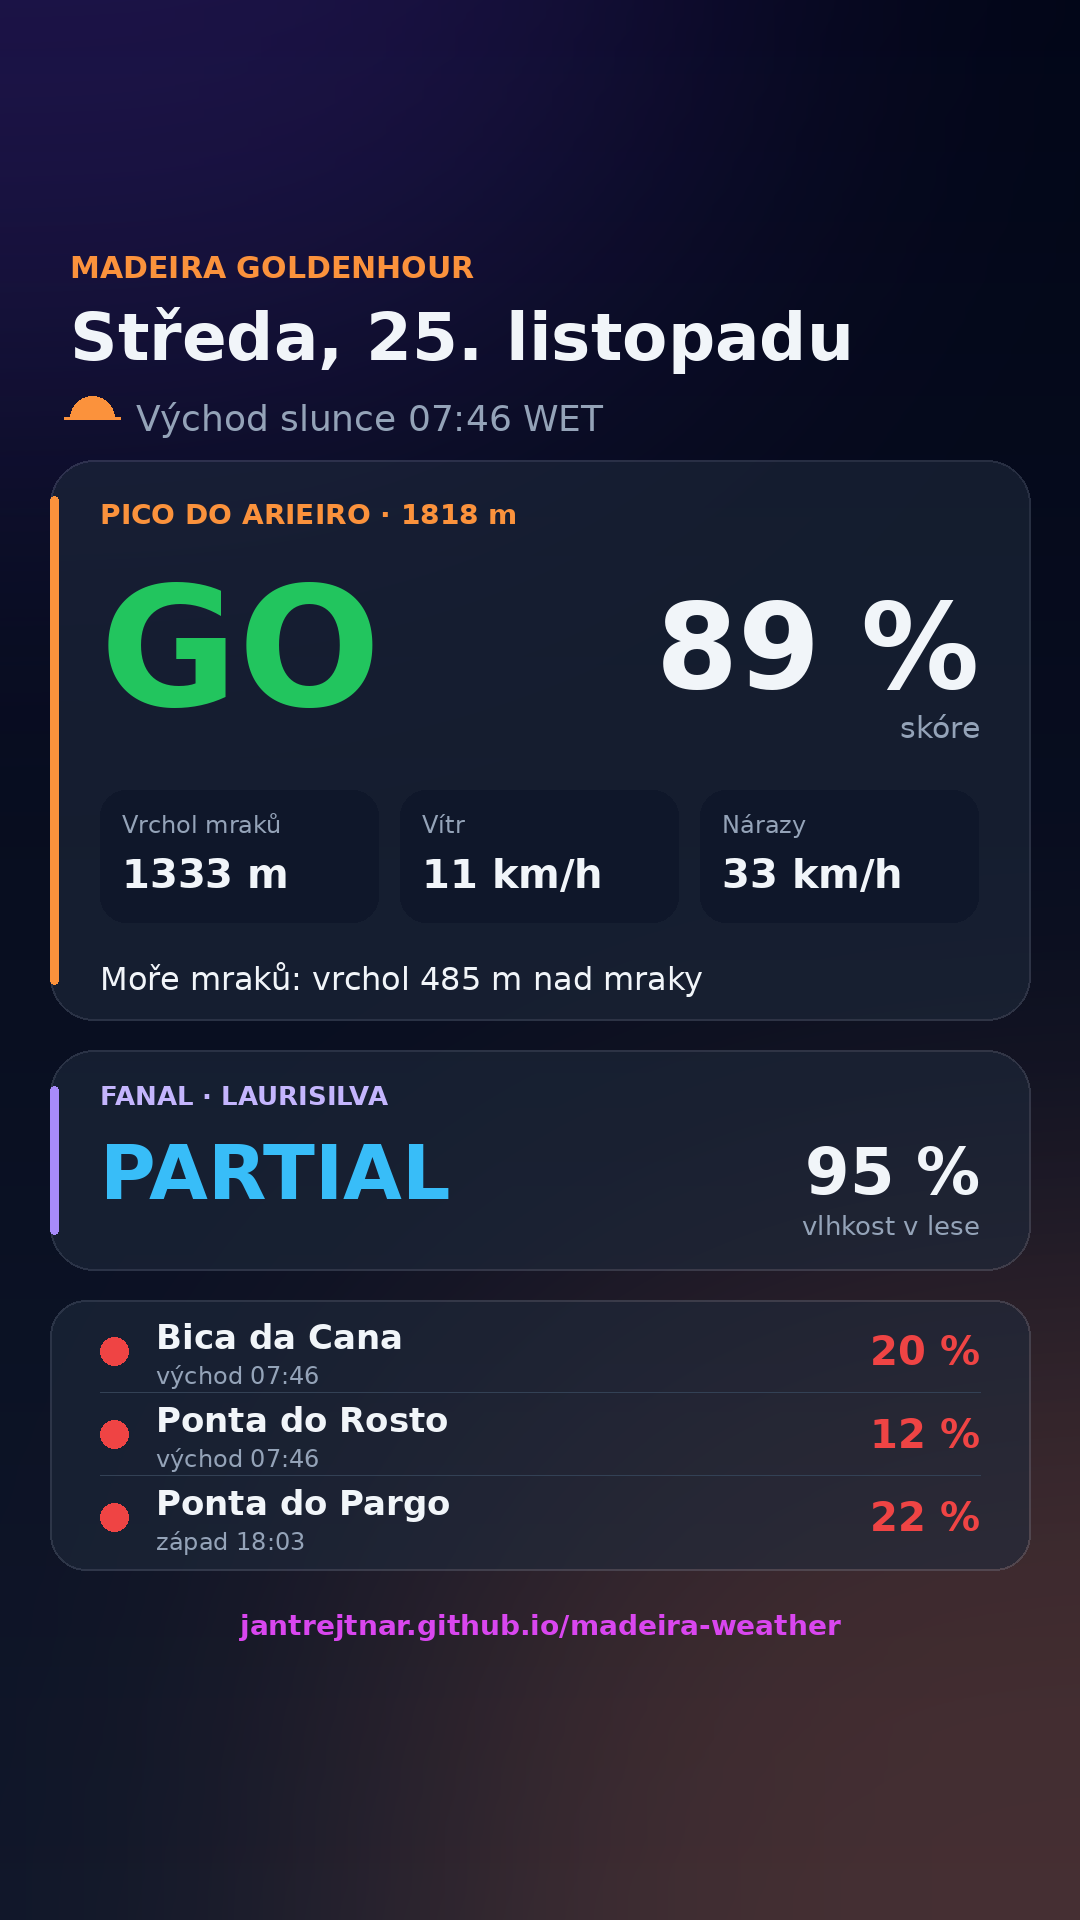 MADEIRA GOLDENHOUR
Středa, 25. listopadu
Východ slunce 07:46 WET
PICO DO ARIEIRO · 1818 m
GO
89 %
skóre
Vrchol mraků
1333 m
Vítr
11 km/h
Nárazy
33 km/h
Moře mraků: vrchol 485 m nad mraky
FANAL · LAURISILVA
PARTIAL
95 %
vlhkost v lese
Bica da Cana
20 %
východ 07:46
Ponta do Rosto
12 %
východ 07:46
Ponta do Pargo
22 %
západ 18:03
jantrejtnar.github.io/madeira-weather